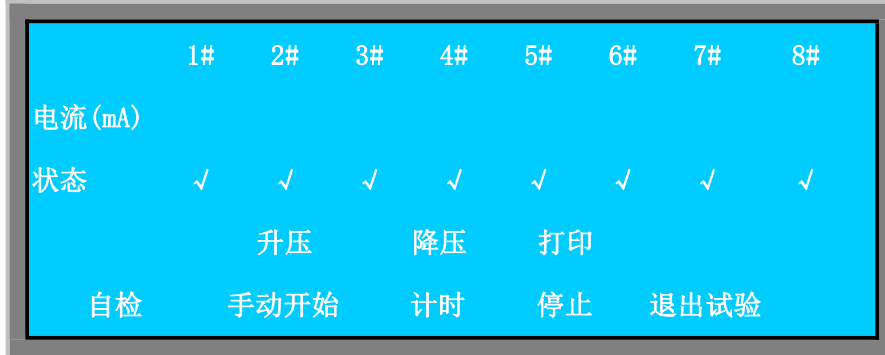 1# 2# 3# 4# 5# 6# 7# 8#
电流(mA)
状态 √ √ √ √ √ √ √ √
升压 降压 打印
自检 手动开始 计时 停止 退出试验